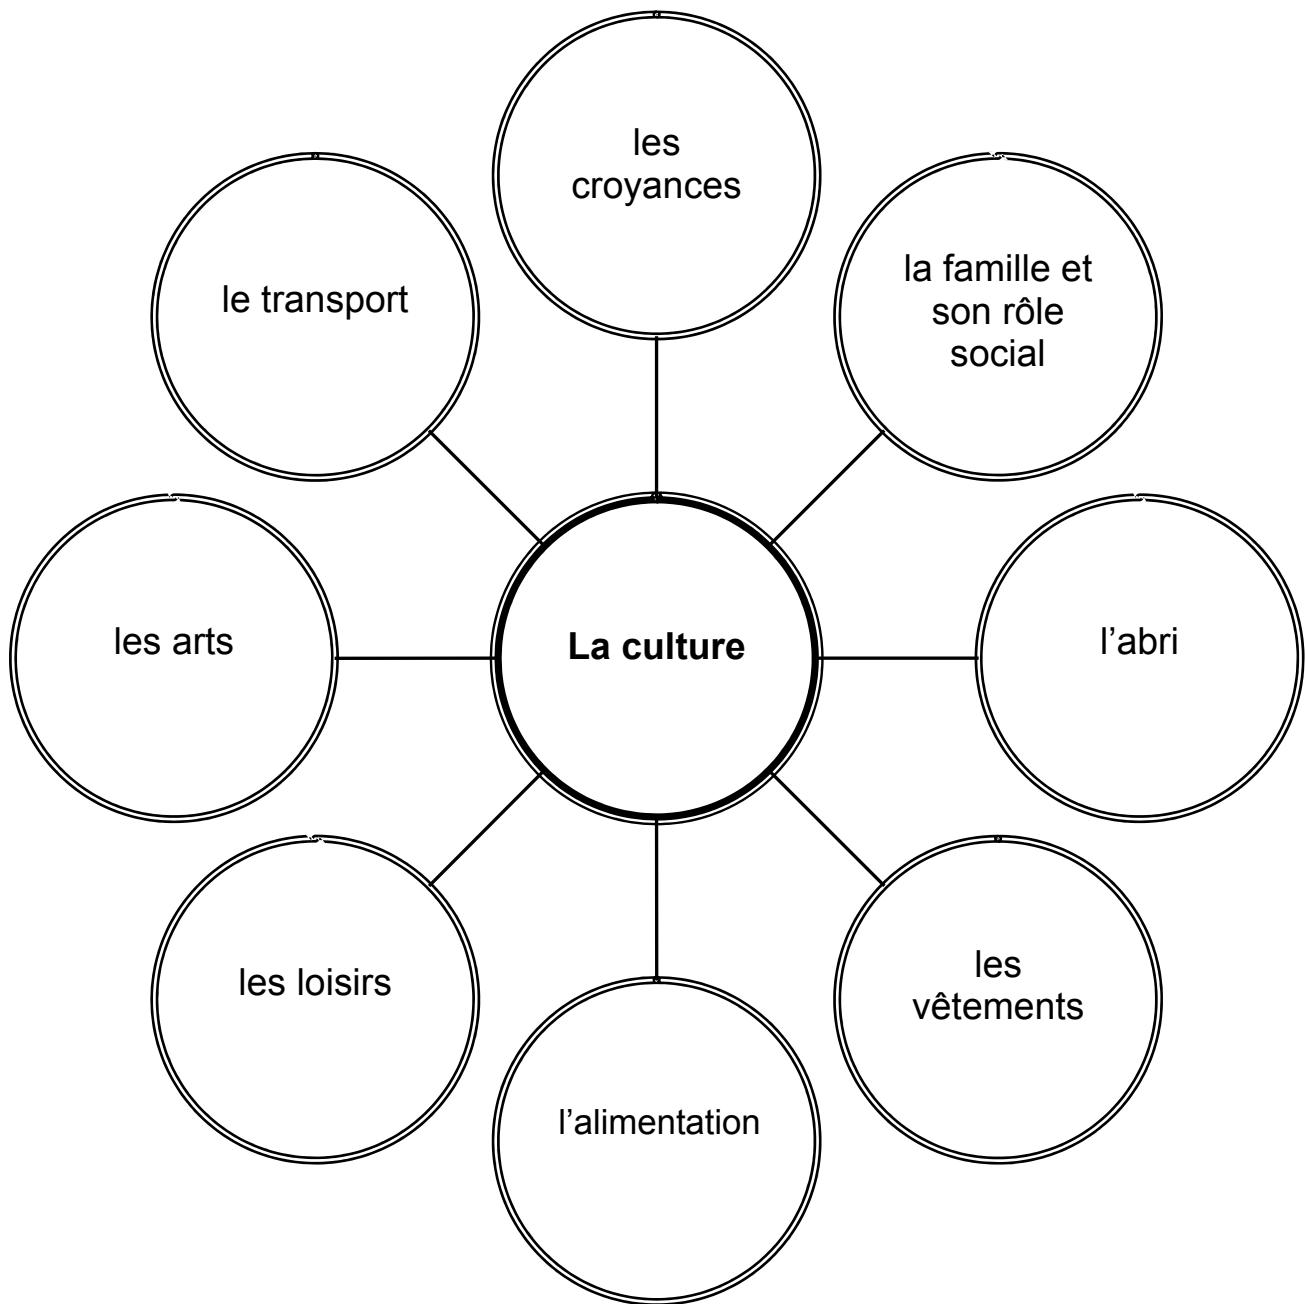 les
croyances
la famille et
son rôle
social
le transport
les arts
La culture
l’abri
les loisirs
les
vêtements
l’alimentation